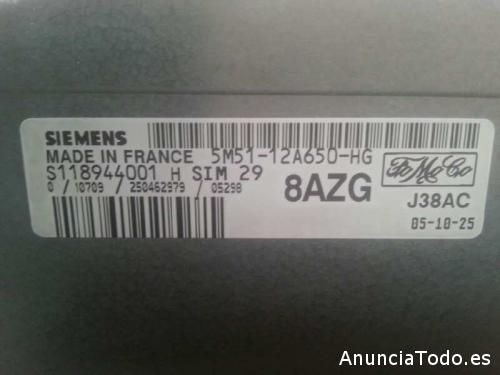 SIEMENS
MADE IN FRANCE 5M51-12A650-HG
S118944001 H SIM 29
0 / 10709 / 250462979 / 05298
8AZG
FoMoCo
J38AC
05-10-25
AnunciaTodo.es